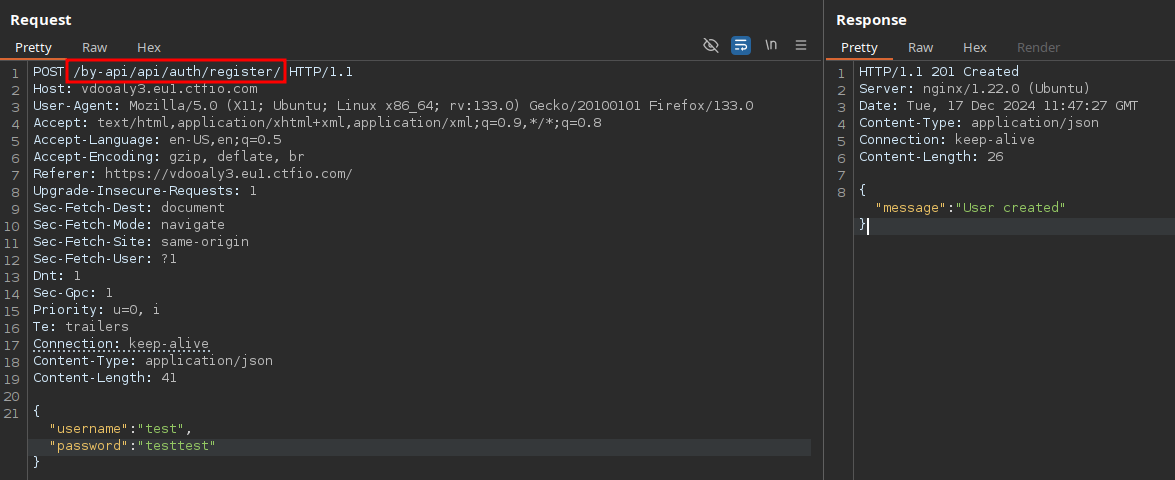 Request
Pretty Raw Hex
\n
1 POST /by-api/api/auth/register/ HTTP/1.1
2 Host: vdooaly3.eu1.ctfio.com
3 User-Agent: Mozilla/5.0 (X11; Ubuntu; Linux x86_64; rv:133.0) Gecko/20100101 Firefox/133.0
4 Accept: text/html,application/xhtml+xml,application/xml;q=0.9,*/*;q=0.8
5 Accept-Language: en-US,en;q=0.5
6 Accept-Encoding: gzip, deflate, br
7 Referer: https://vdooaly3.eu1.ctfio.com/
8 Upgrade-Insecure-Requests: 1
9 Sec-Fetch-Dest: document
10 Sec-Fetch-Mode: navigate
11 Sec-Fetch-Site: same-origin
12 Sec-Fetch-User: ?1
13 Dnt: 1
14 Sec-Gpc: 1
15 Priority: u=0, i
16 Te: trailers
17 Connection: keep-alive
18 Content-Type: application/json
19 Content-Length: 41
20
21 {
"username":"test",
"password":"testtest"
}
Response
Pretty Raw Hex Render
1 HTTP/1.1 201 Created
2 Server: nginx/1.22.0 (Ubuntu)
3 Date: Tue, 17 Dec 2024 11:47:27 GMT
4 Content-Type: application/json
5 Connection: keep-alive
6 Content-Length: 26
7
8 {
"message":"User created"
}